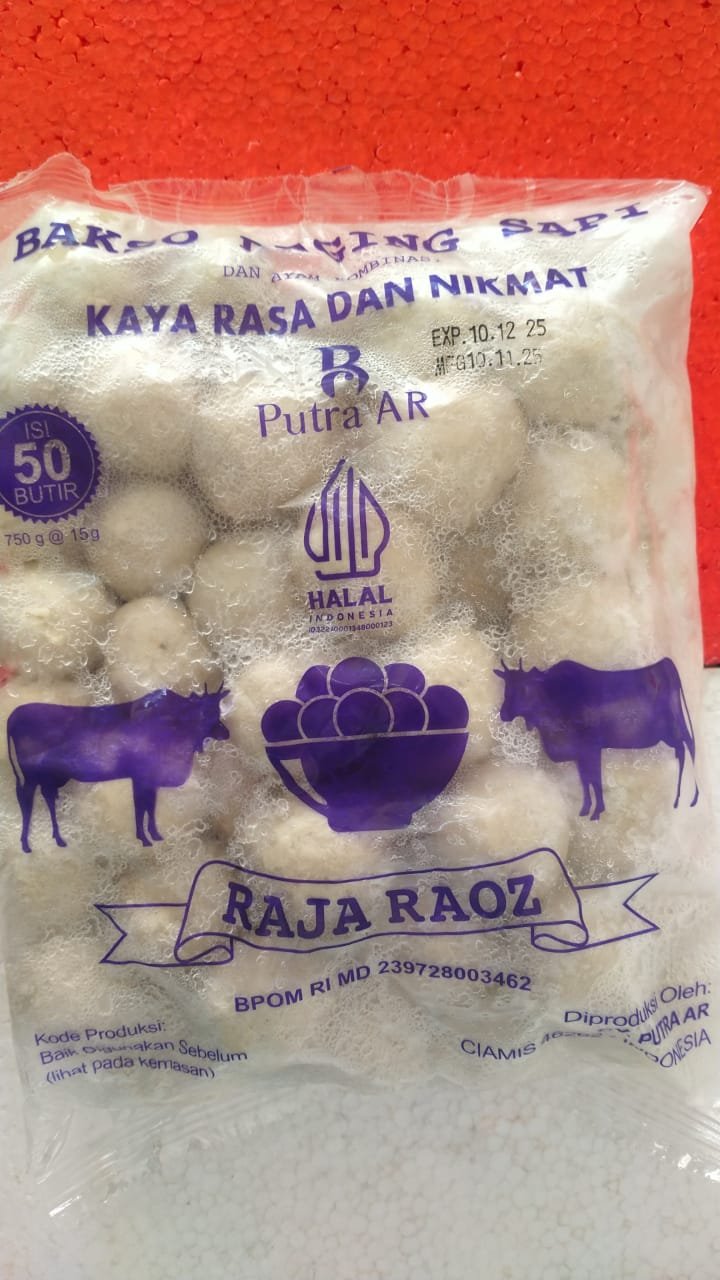 BAKSO DAGING SAPI
DAN AYAM KOMBINASI
KAYA RASA DAN NIKMAT
EXP.10.12 25
MFG10.11.25
Putra AR
ISI
50
BUTIR
750 g @ 15g
HALAL
INDONESIA
RAJA RAOZ
BPOM RI MD 239728003462
Kode Produksi:
Baik Digunakan Sebelum
(lihat pada kemasan)
Diproduksi Oleh:
PUTRA AR
CIAMIS